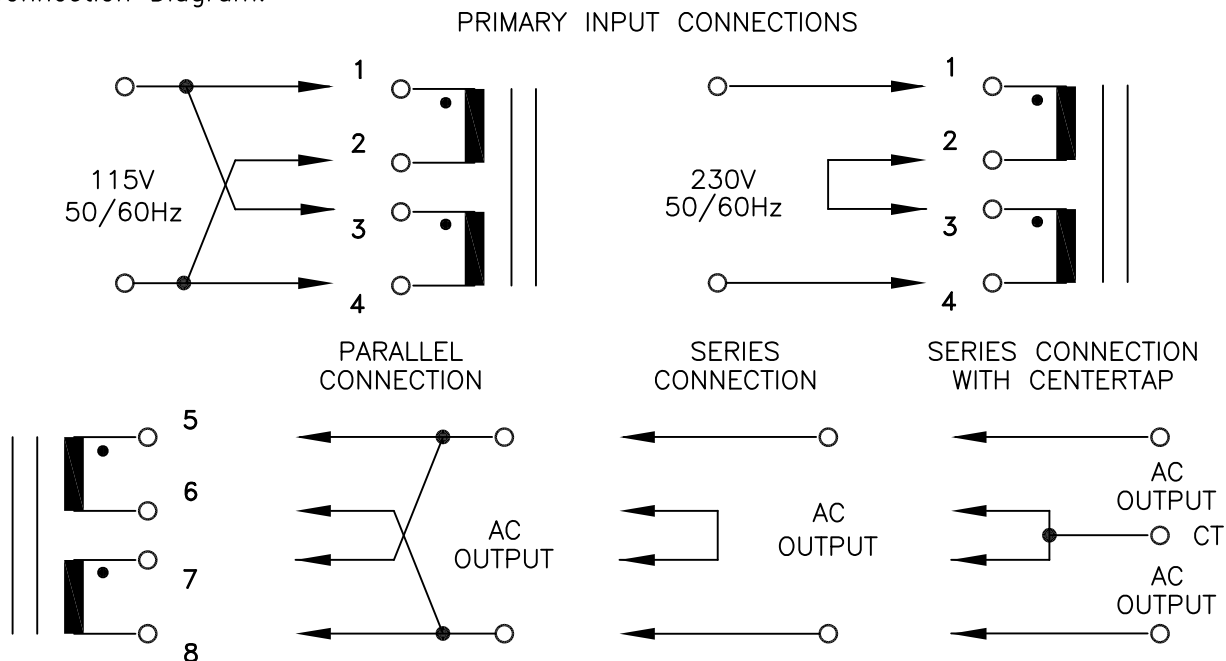 onnection Diagram:
PRIMARY INPUT CONNECTIONS
115V
50/60Hz
1
2
3
4
230V
50/60Hz
1
2
3
4
PARALLEL
CONNECTION
SERIES
CONNECTION
SERIES CONNECTION
WITH CENTERTAP
5
6
7
8
AC
OUTPUT
AC
OUTPUT
AC
OUTPUT
CT
AC
OUTPUT